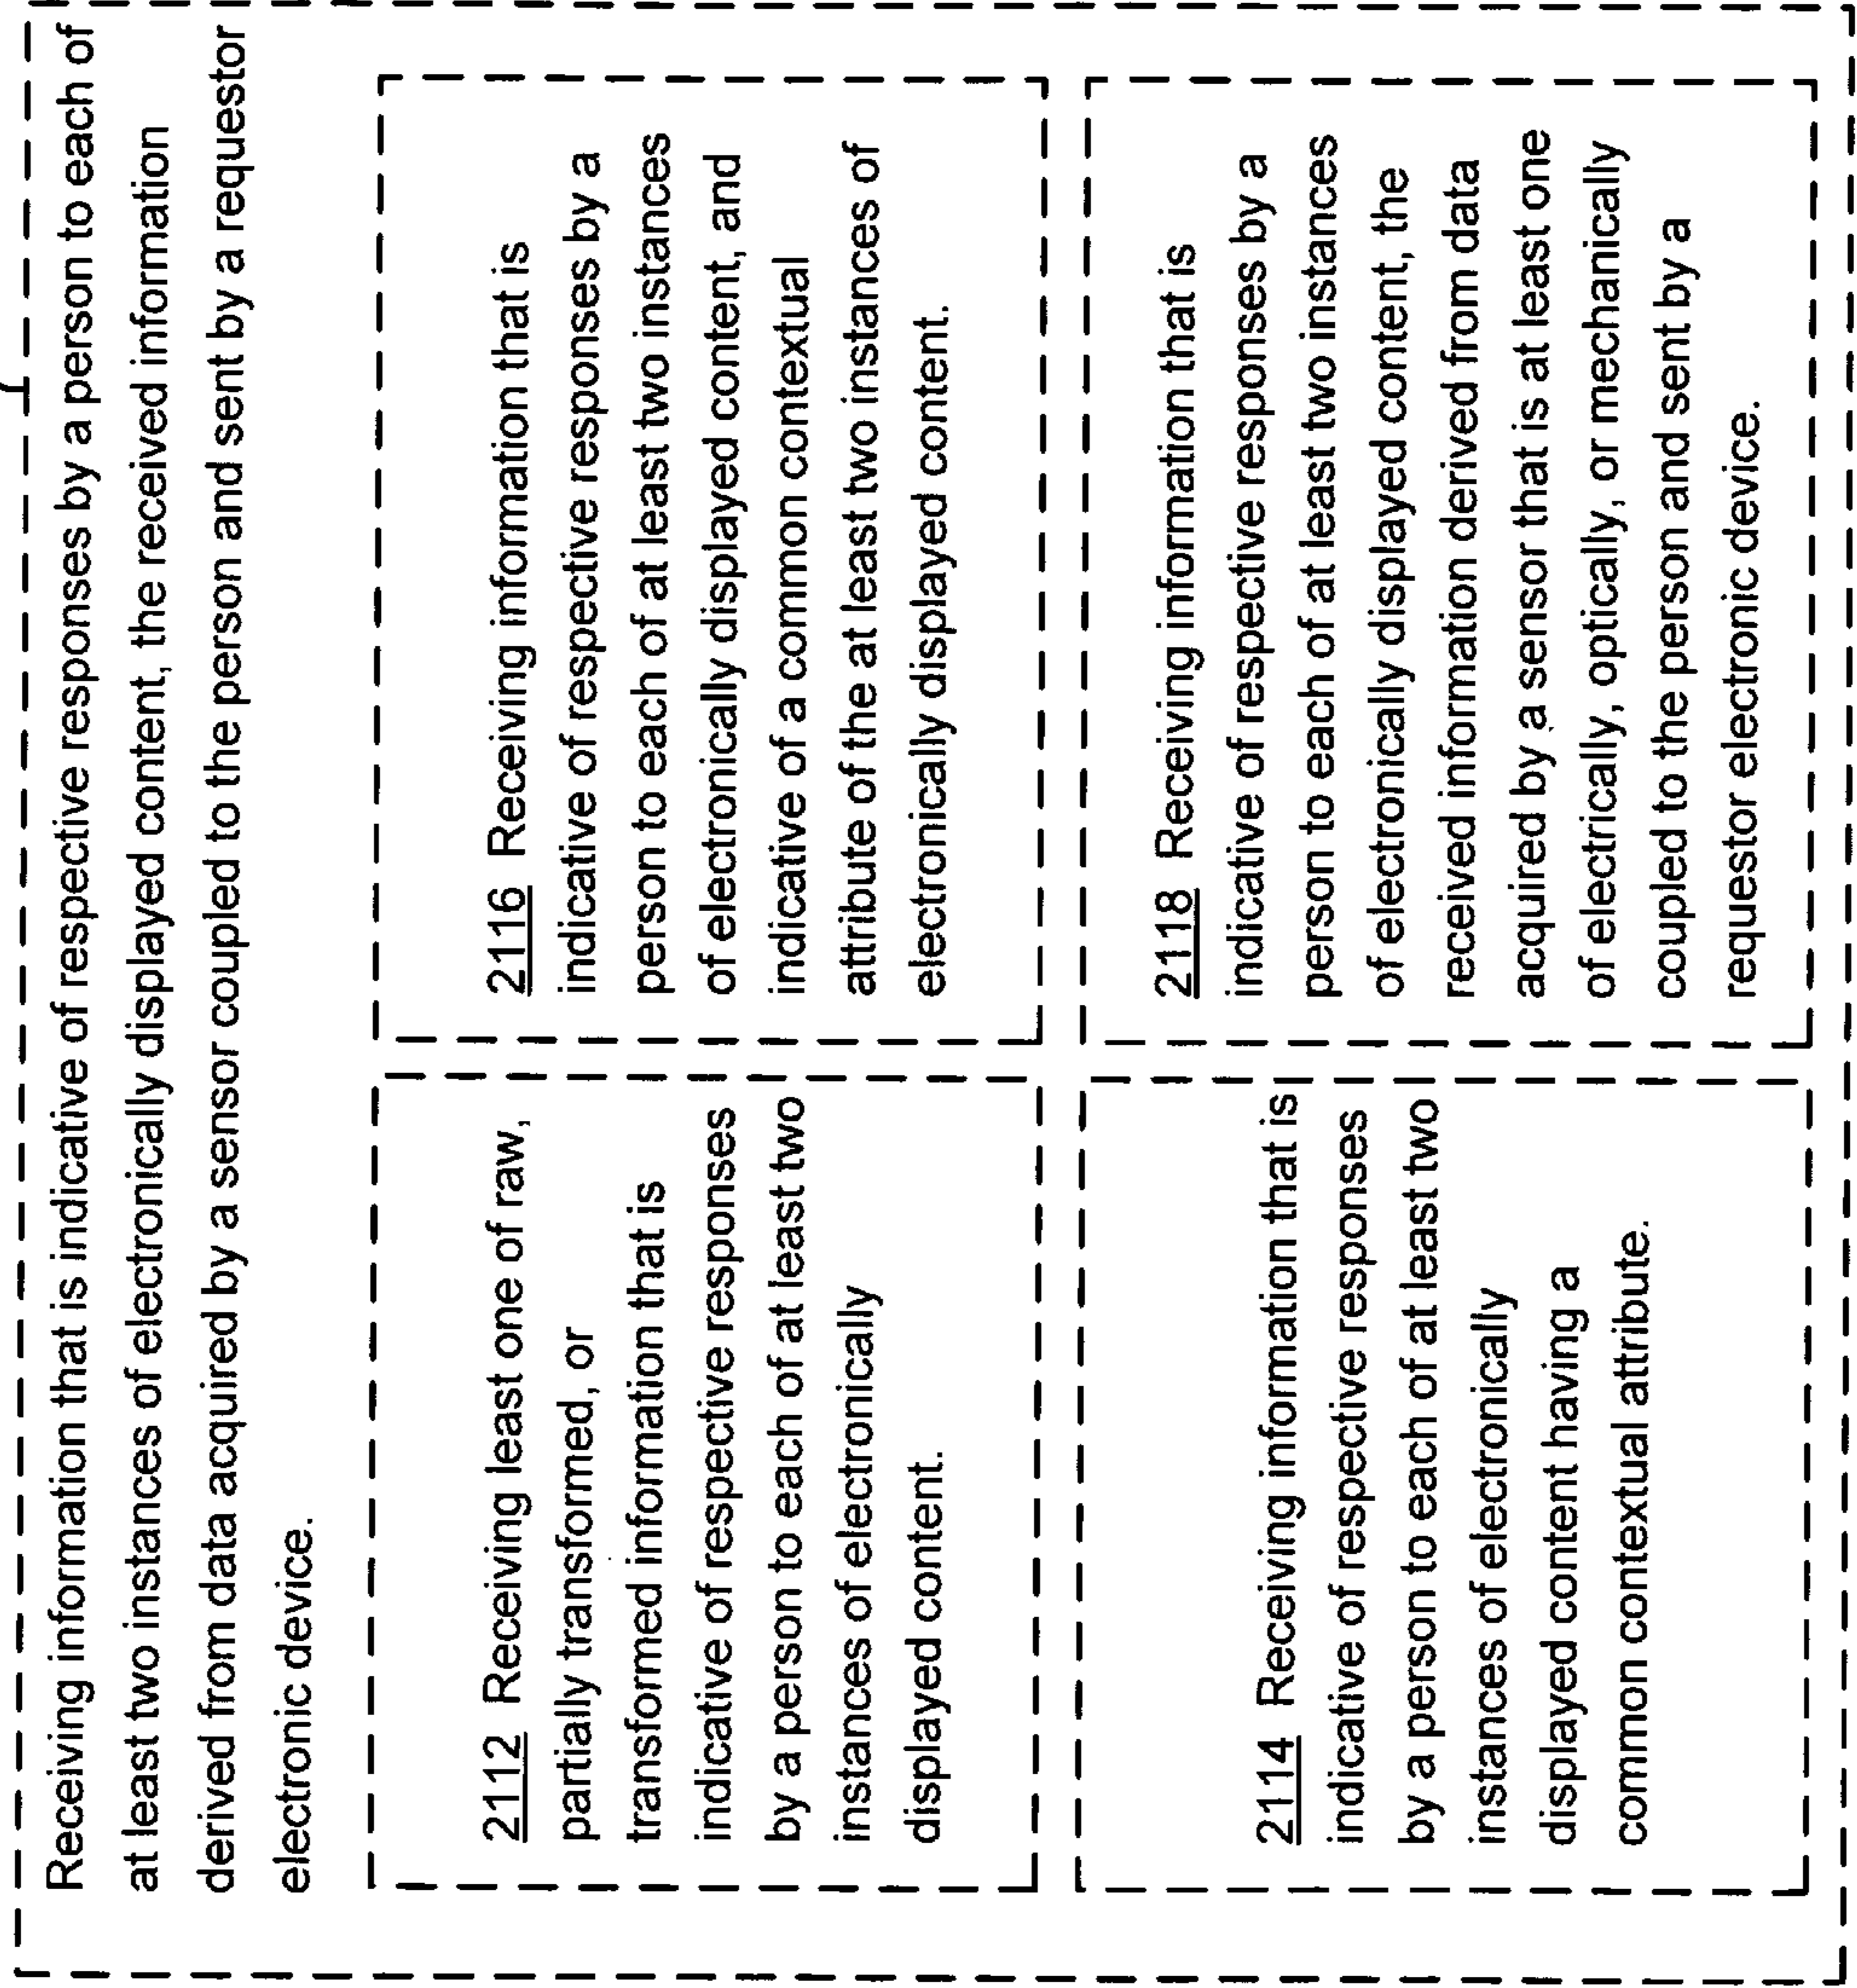 Receiving information that is indicative of respective responses by a person to each of
at least two instances of electronically displayed content, the received information
derived from data acquired by a sensor coupled to the person and sent by a requestor
electronic device.
2112 Receiving least one of raw,
partially transformed, or
transformed information that is
indicative of respective responses
by a person to each of at least two
instances of electronically
displayed content.
2114 Receiving information that is
indicative of respective responses
by a person to each of at least two
instances of electronically
displayed content having a
common contextual attribute.
2116 Receiving information that is
indicative of respective responses by a
person to each of at least two instances
of electronically displayed content, and
indicative of a common contextual
attribute of the at least two instances of
electronically displayed content.
2118 Receiving information that is
indicative of respective responses by a
person to each of at least two instances
of electronically displayed content, the
received information derived from data
acquired by a sensor that is at least one
of electrically, optically, or mechanically
coupled to the person and sent by a
requestor electronic device.